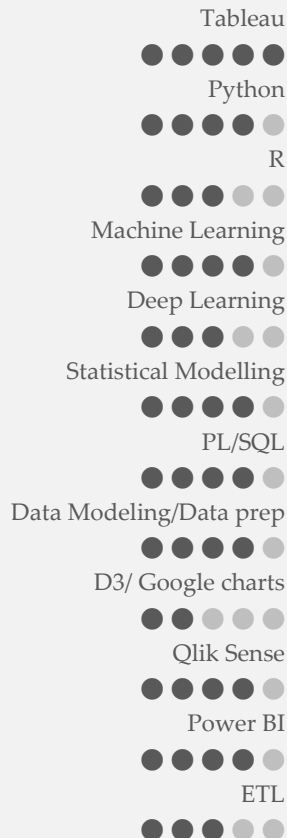 Tableau
Python
R
Machine Learning
Deep Learning
Statistical Modelling
PL/SQL
Data Modeling/Data prep
D3/ Google charts
Qlik Sense
Power BI
ETL